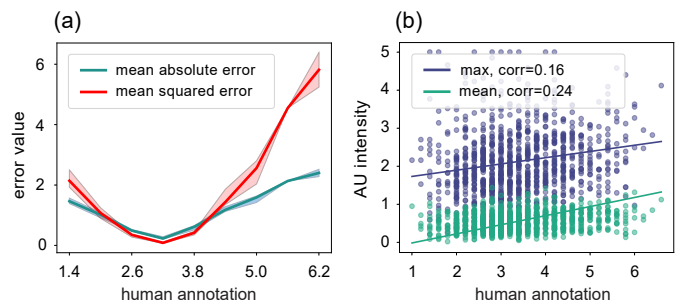 (a)
mean absolute error
mean squared error
error value
6
4
2
0
1.4 2.6 3.8 5.0 6.2
human annotation
(b)
max, corr=0.16
mean, corr=0.24
AU intensity
5
4
3
2
1
0
1 2 3 4 5 6
human annotation